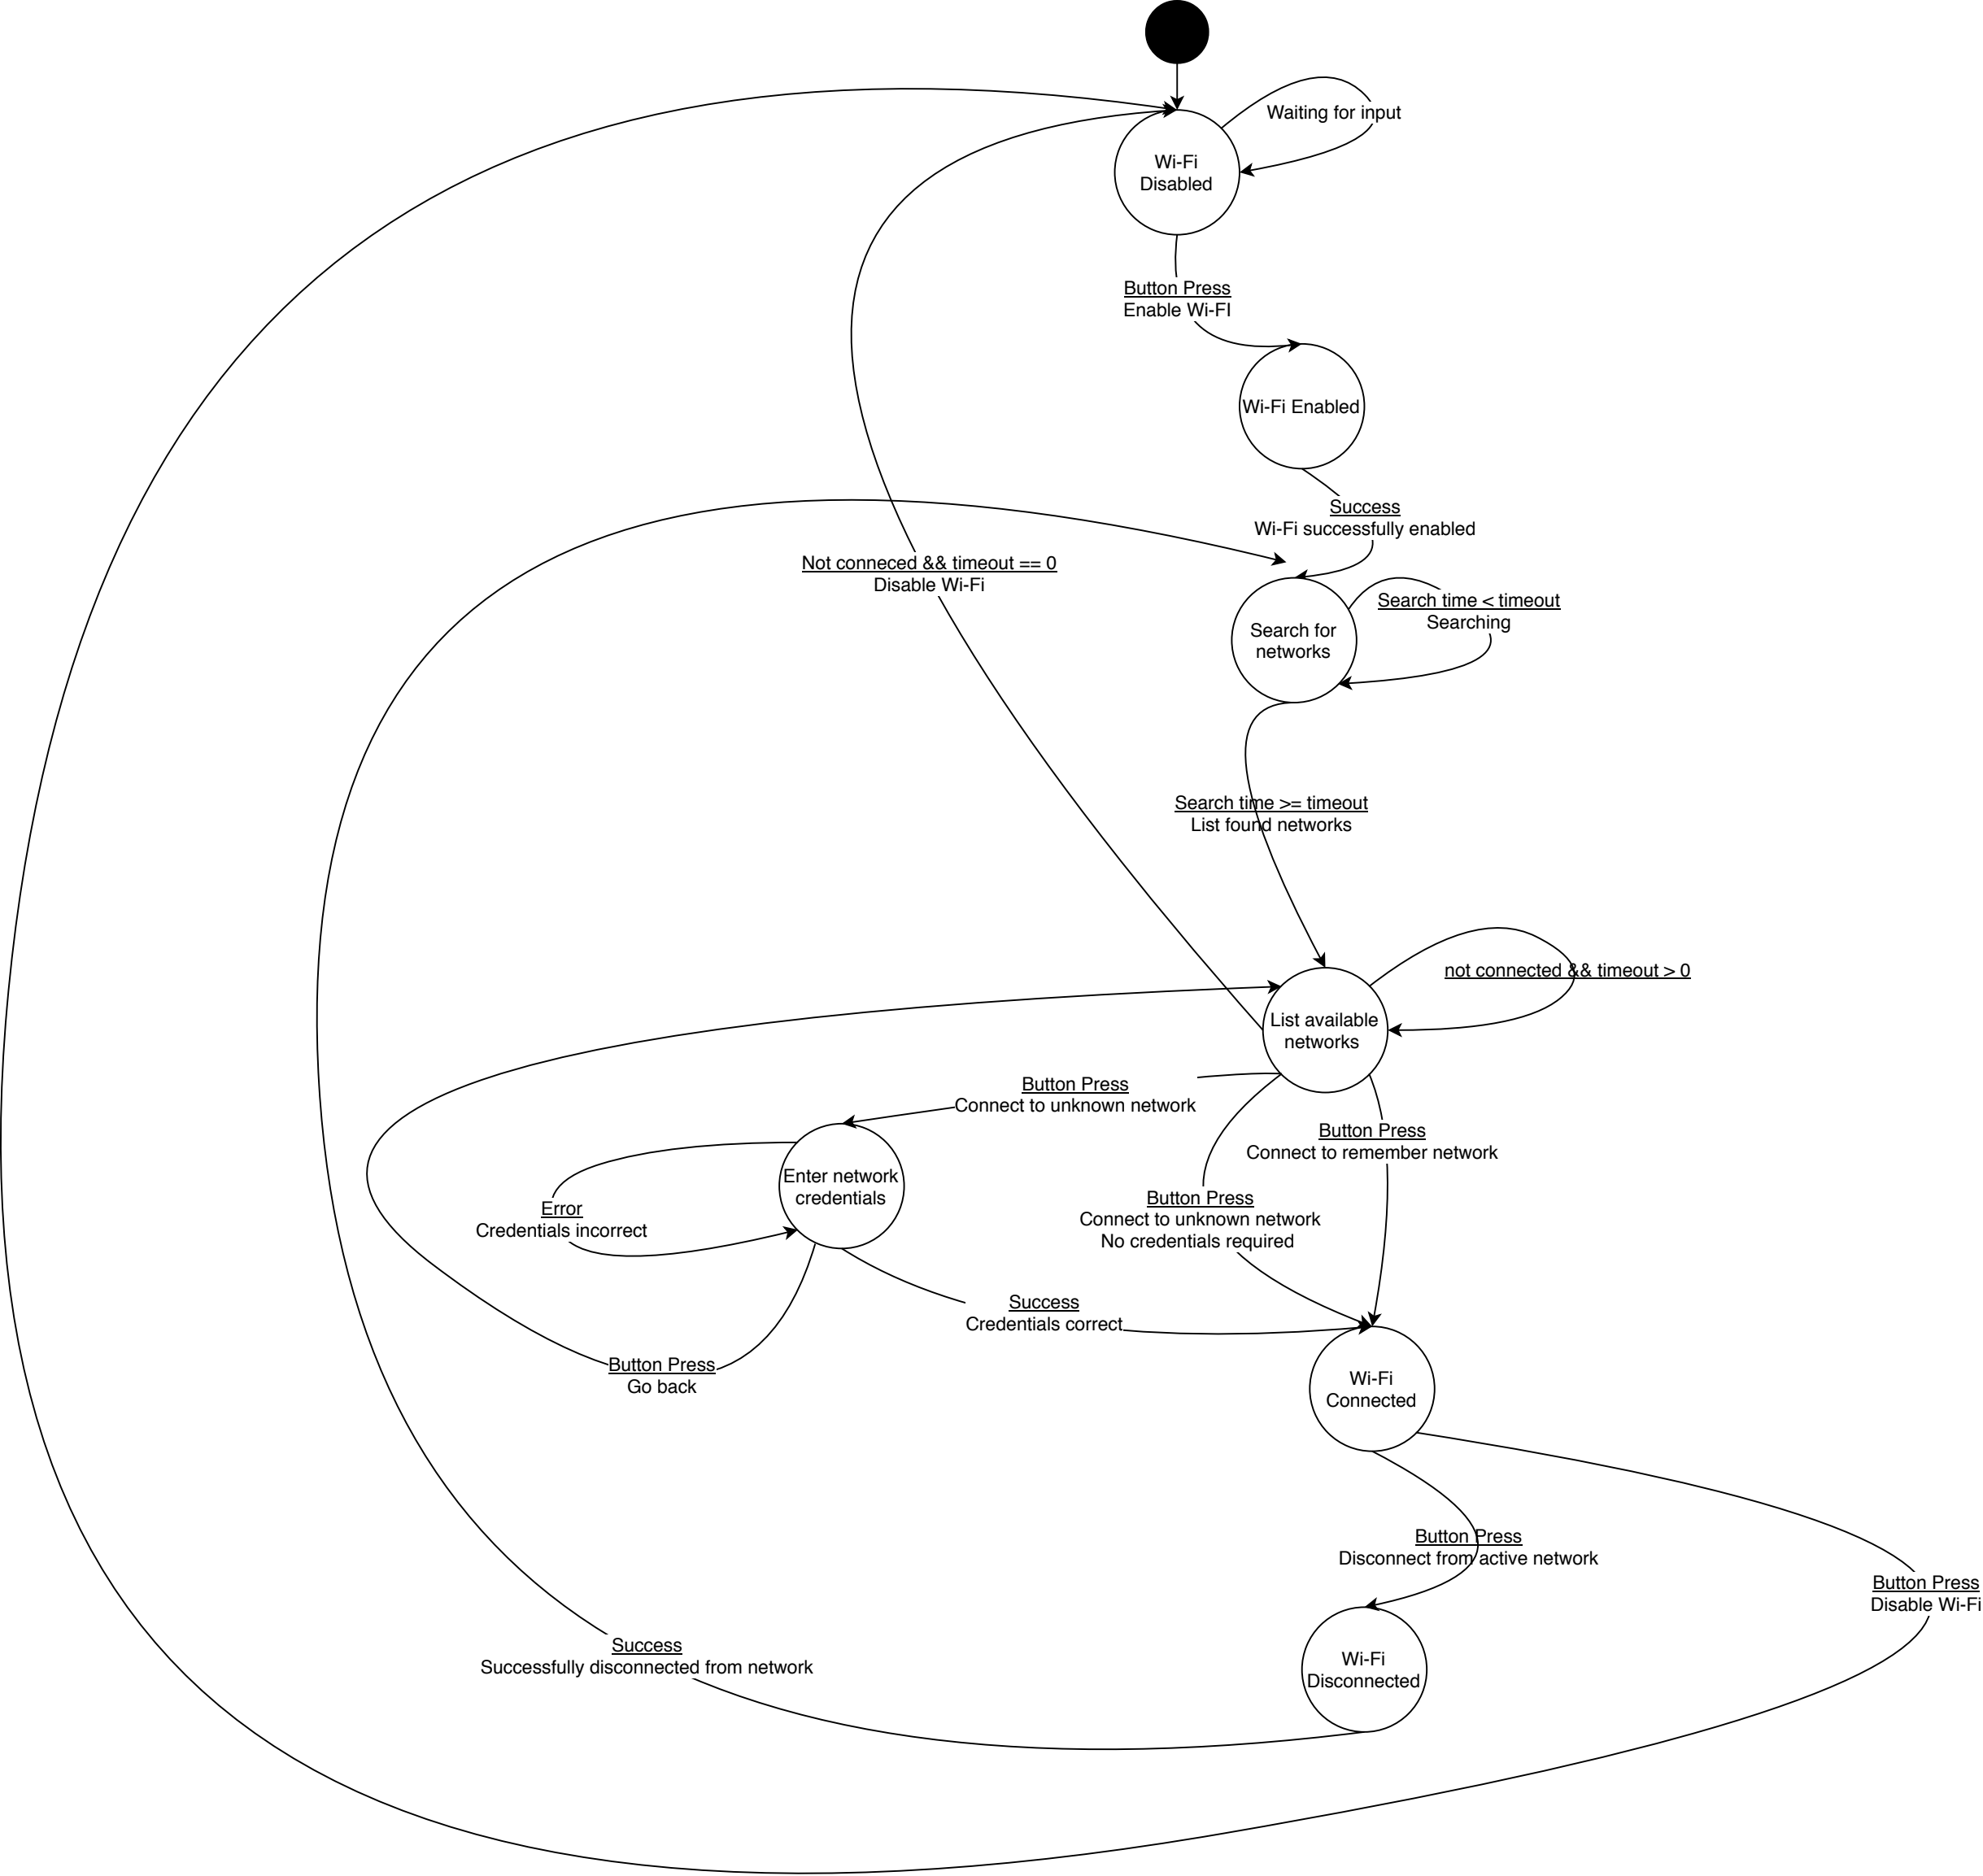 Waiting for input
Wi-Fi
Disabled
Button Press
Enable Wi-FI
Wi-Fi Enabled
Success
Wi-Fi successfully enabled
Not conneced && timeout == 0
Disable Wi-Fi
Search time < timeout
Searching
Search for
networks
Search time >= timeout
List found networks
not connected && timeout > 0
List available
networks
Button Press
Connect to unknown network
Button Press
Connect to remember network
Enter network
credentials
Error
Credentials incorrect
Button Press
Connect to unknown network
No credentials required
Success
Credentials correct
Button Press
Go back
Wi-Fi
Connected
Button Press
Disconnect from active network
Button Press
Disable Wi-Fi
Success
Successfully disconnected from network
Wi-Fi
Disconnected